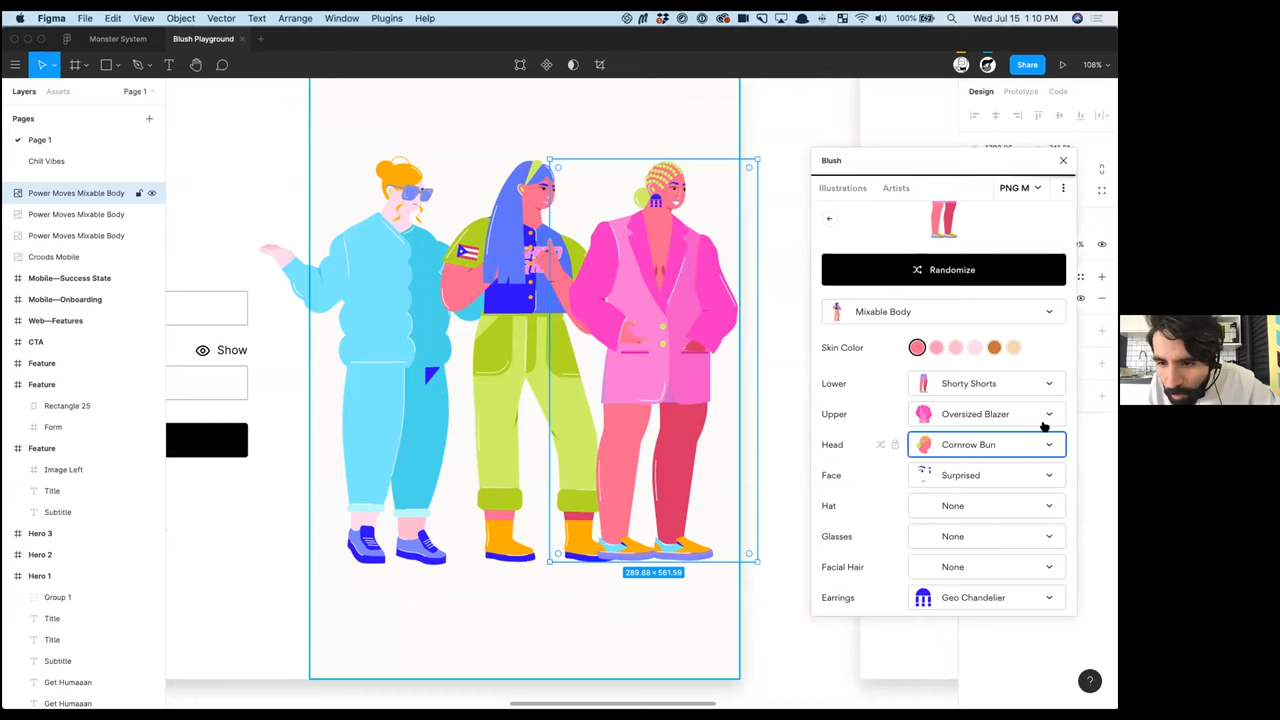 Figma File Edit View Object Vector Text Arrange Window Plugins Help 100% Wed Jul 15 1:10 PM
Monster System Blush Playground
Share 108%
Layers Assets Page 1
Design Prototype Code
Pages
Page 1
Chill Vibes
Power Moves Mixable Body
Power Moves Mixable Body
Power Moves Mixable Body
Croods Mobile
Mobile—Success State
Mobile—Onboarding
Web—Features
CTA
Feature
Feature
Rectangle 25
Form
Feature
Image Left
Title
Subtitle
Hero 3
Hero 2
Hero 1
Group 1
Title
Title
Subtitle
Get Humaaan
Get Humaaan
Show
289.88 × 561.59
Blush
Illustrations Artists PNG M
Randomize
Mixable Body
Skin Color
Lower Shorty Shorts
Upper Oversized Blazer
Head Cornrow Bun
Face Surprised
Hat None
Glasses None
Facial Hair None
Earrings Geo Chandelier
?